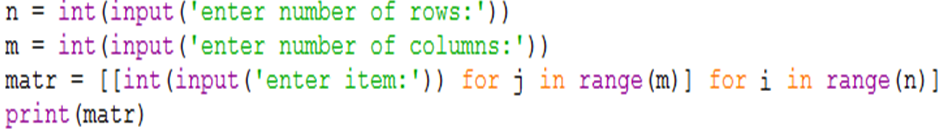 n = int(input('enter number of rows:'))
m = int(input('enter number of columns:'))
matr = [[int(input('enter item:')) for j in range(m)] for i in range(n)]
print(matr)